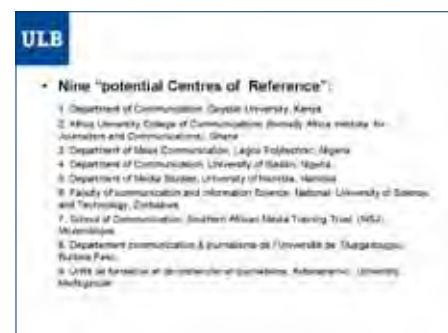 ULB
• Nine "potential Centres of Reference":
1. Department of Communication, Daystar University, Kenya
2. Africa University College of Communications (formerly Africa Institute for
Journalism and Communications), Ghana
3. Department of Mass Communication, Lagos Polytechnic, Nigeria
4. Department of Communication, University of Ibadan, Nigeria
5. Department of Media Studies, University of Namibia, Namibia
6. Faculty of communication and Information Science, National University of Science
and Technology, Zimbabwe
7. School of Communication, Southern African Media Training Trust (NSJ),
Mozambique
8. Département communication & journalisme de l'Université de Ouagadougou,
Burkina Faso
9. Unité de formation et de recherche en journalisme, University,
Madagascar